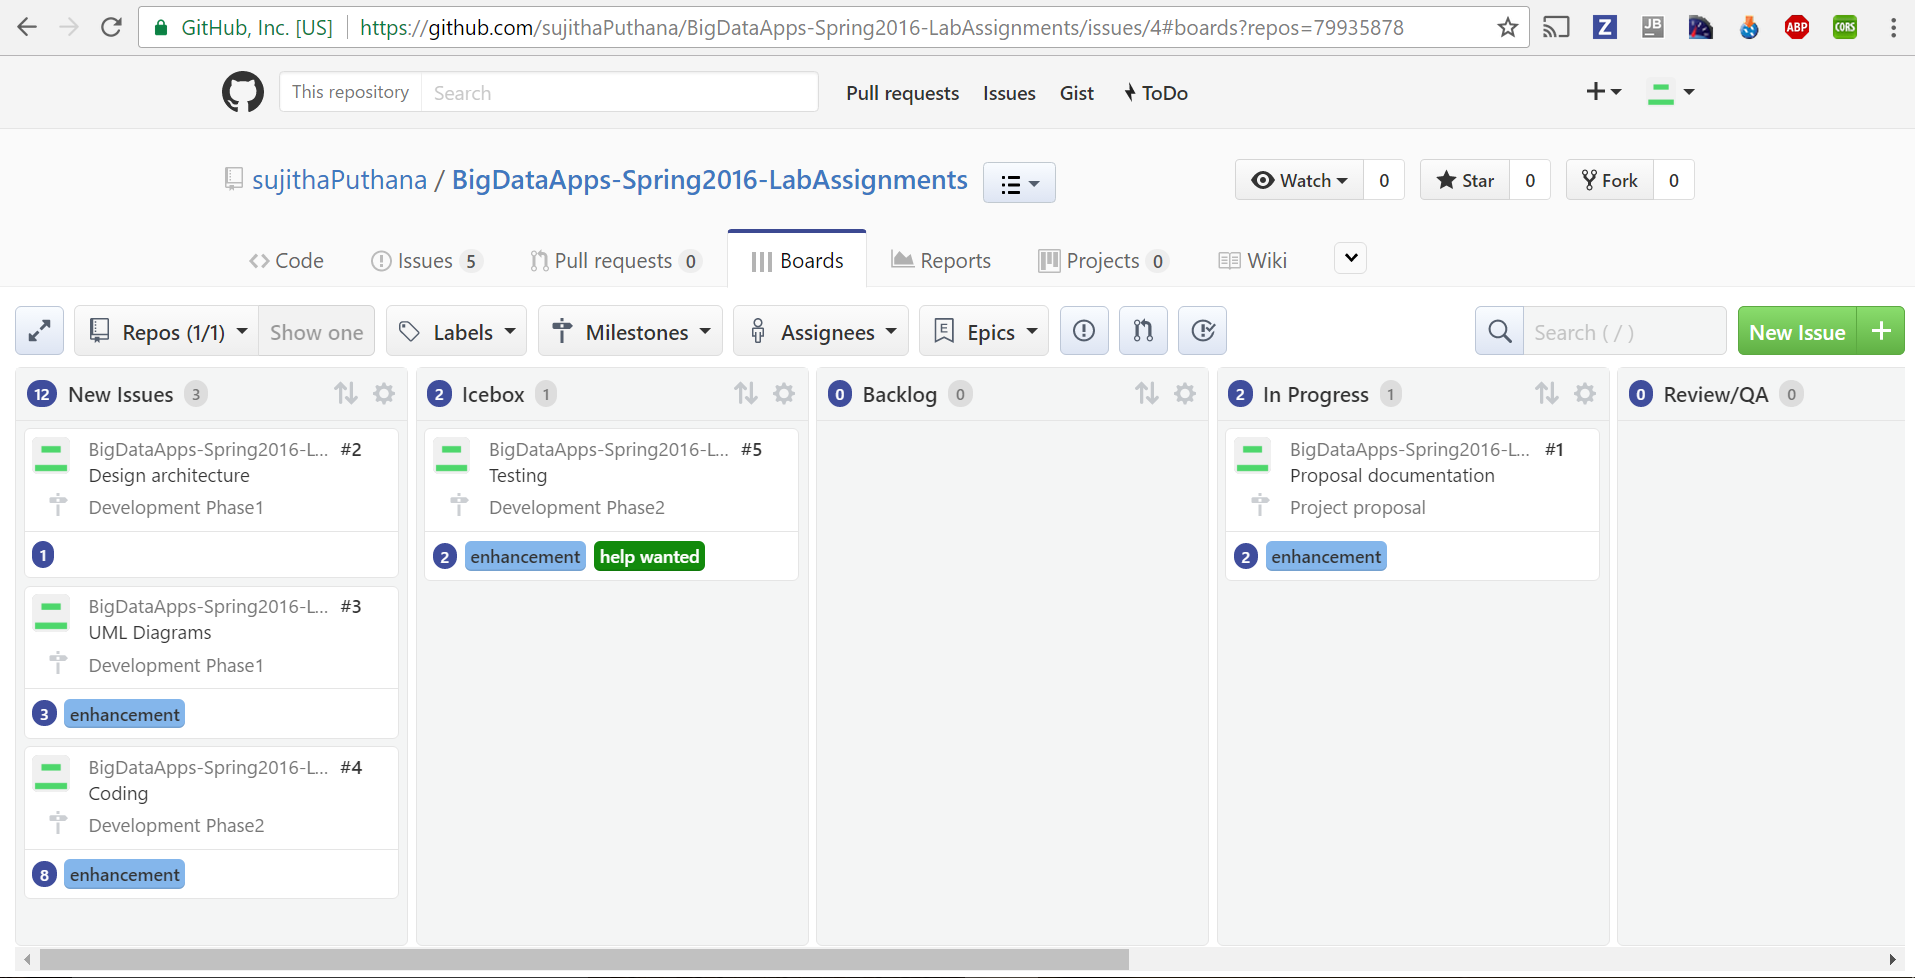 GitHub, Inc. [US] https://github.com/sujithaPuthana/BigDataApps-Spring2016-LabAssignments/issues/4#boards?repos=79935878
Z JB ABP CORS
This repository Search Pull requests Issues Gist ToDo
sujithaPuthana / BigDataApps-Spring2016-LabAssignments Watch 0 Star 0 Fork 0
Code Issues 5 Pull requests 0 Boards Reports Projects 0 Wiki
Repos (1/1) Show one Labels Milestones Assignees E Epics Search ( / ) New Issue +
12 New Issues 3
BigDataApps-Spring2016-L... #2
Design architecture
Development Phase1
1
BigDataApps-Spring2016-L... #3
UML Diagrams
Development Phase1
3 enhancement
BigDataApps-Spring2016-L... #4
Coding
Development Phase2
8 enhancement
2 Icebox 1
BigDataApps-Spring2016-L... #5
Testing
Development Phase2
2 enhancement help wanted
0 Backlog 0
2 In Progress 1
BigDataApps-Spring2016-L... #1
Proposal documentation
Project proposal
2 enhancement
0 Review/QA 0